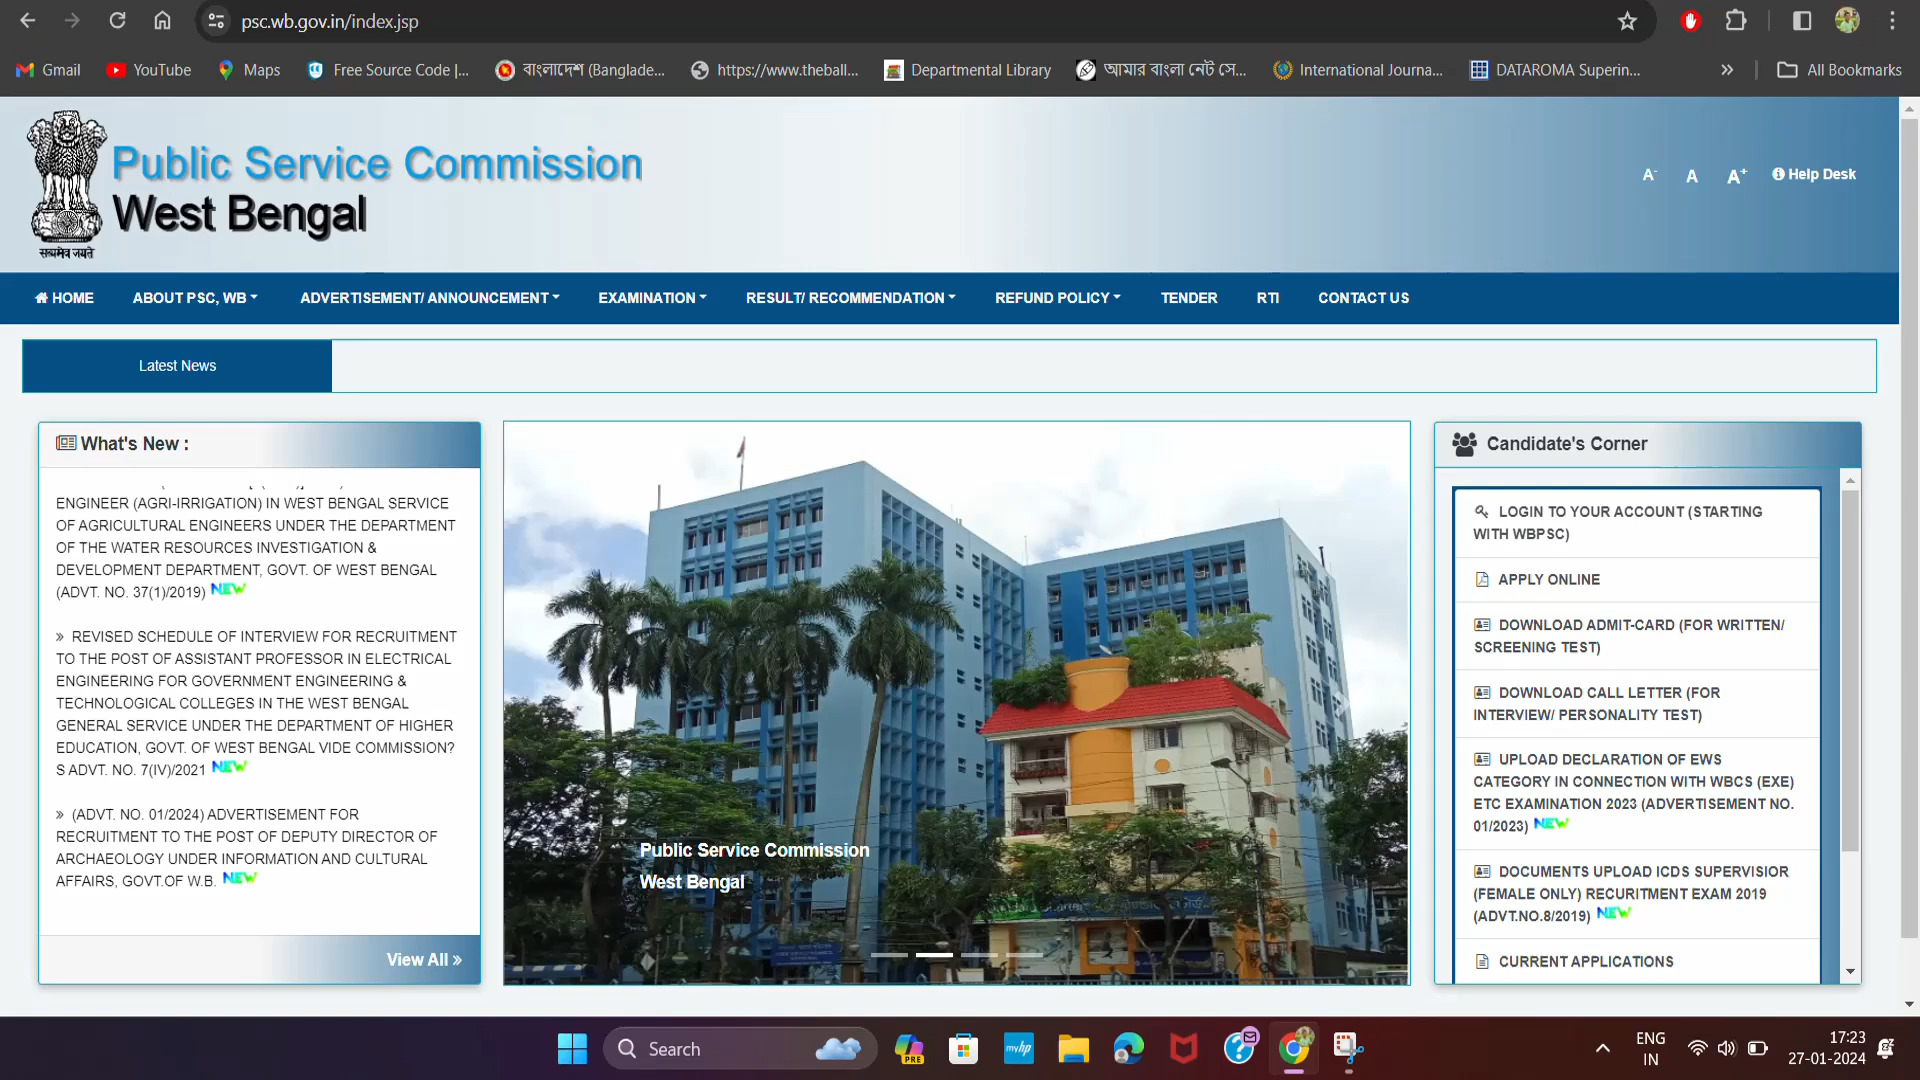 psc.wb.gov.in/index.jsp
Gmail
YouTube
Maps
Free Source Code |...
বাংলাদেশ (Banglade...
https://www.theball...
Departmental Library
আমার বাংলা নেট সে...
International Journa...
DATAROMA Superin...
All Bookmarks
सत्यमेव जयते
Public Service Commission
West Bengal
A-
A
A+
Help Desk
HOME
ABOUT PSC, WB
ADVERTISEMENT/ ANNOUNCEMENT
EXAMINATION
RESULT/ RECOMMENDATION
REFUND POLICY
TENDER
RTI
CONTACT US
Latest News
What's New :
ENGINEER (AGRI-IRRIGATION) IN WEST BENGAL SERVICE
OF AGRICULTURAL ENGINEERS UNDER THE DEPARTMENT
OF THE WATER RESOURCES INVESTIGATION &
DEVELOPMENT DEPARTMENT, GOVT. OF WEST BENGAL
(ADVT. NO. 37(1)/2019) NEW
» REVISED SCHEDULE OF INTERVIEW FOR RECRUITMENT
TO THE POST OF ASSISTANT PROFESSOR IN ELECTRICAL
ENGINEERING FOR GOVERNMENT ENGINEERING &
TECHNOLOGICAL COLLEGES IN THE WEST BENGAL
GENERAL SERVICE UNDER THE DEPARTMENT OF HIGHER
EDUCATION, GOVT. OF WEST BENGAL VIDE COMMISSION?
S ADVT. NO. 7(IV)/2021 NEW
» (ADVT. NO. 01/2024) ADVERTISEMENT FOR
RECRUITMENT TO THE POST OF DEPUTY DIRECTOR OF
ARCHAEOLOGY UNDER INFORMATION AND CULTURAL
AFFAIRS, GOVT.OF W.B. NEW
View All »
Public Service Commission
West Bengal
Candidate's Corner
LOGIN TO YOUR ACCOUNT (STARTING
WITH WBPSC)
APPLY ONLINE
DOWNLOAD ADMIT-CARD (FOR WRITTEN/
SCREENING TEST)
DOWNLOAD CALL LETTER (FOR
INTERVIEW/ PERSONALITY TEST)
UPLOAD DECLARATION OF EWS
CATEGORY IN CONNECTION WITH WBCS (EXE)
ETC EXAMINATION 2023 (ADVERTISEMENT NO.
01/2023) NEW
DOCUMENTS UPLOAD ICDS SUPERVISIOR
(FEMALE ONLY) RECURITMENT EXAM 2019
(ADVT.NO.8/2019) NEW
CURRENT APPLICATIONS
Search
PRE
myhp
ENG
IN
17:23
27-01-2024